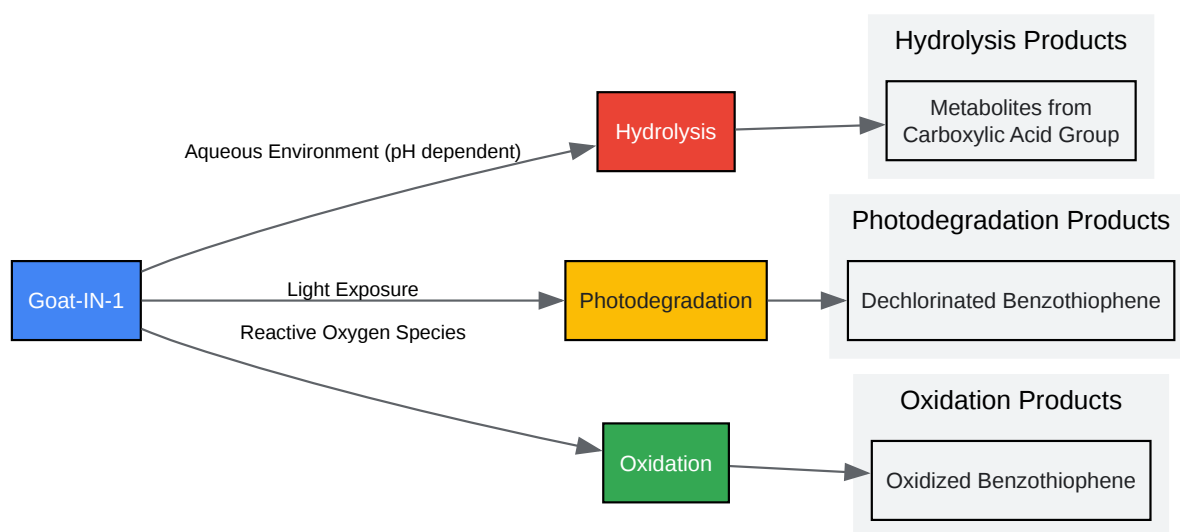 Hydrolysis Products
Metabolites from
Carboxylic Acid Group
Hydrolysis
Aqueous Environment (pH dependent)
Photodegradation Products
Goat-IN-1
Light Exposure
Photodegradation
Dechlorinated Benzothiophene
Reactive Oxygen Species
Oxidation Products
Oxidation
Oxidized Benzothiophene